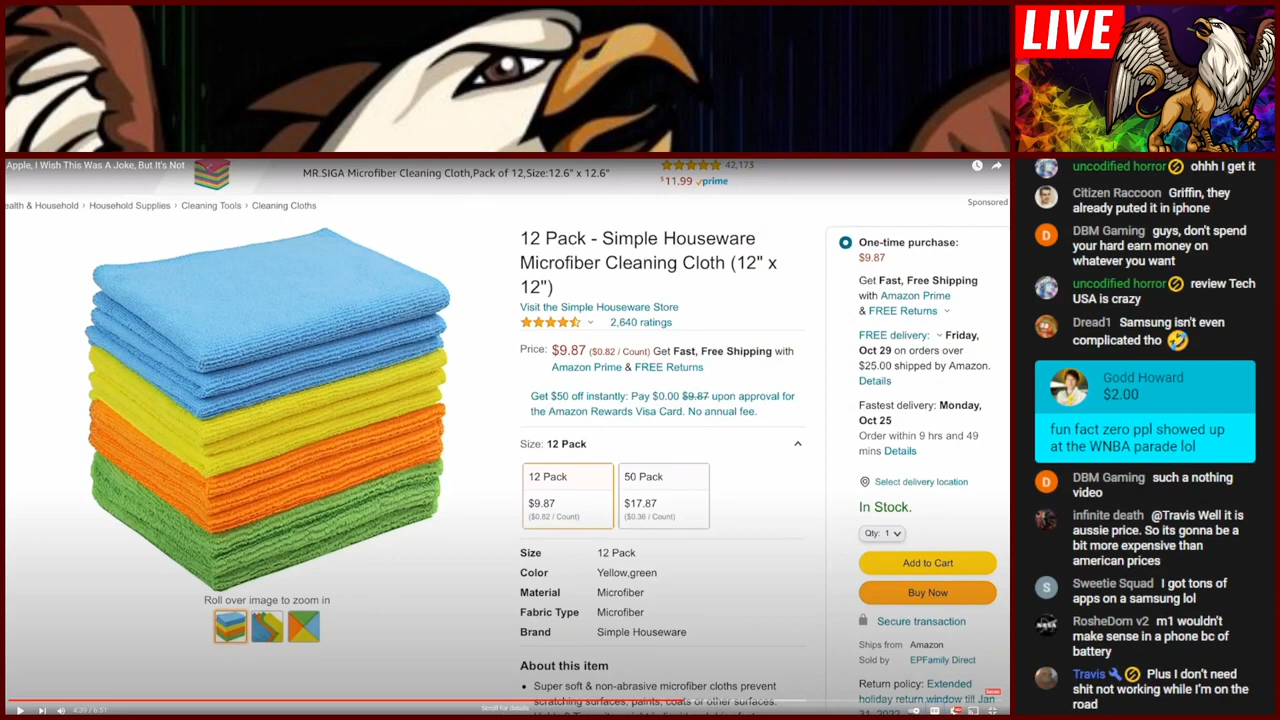 LIVE
Apple, I Wish This Was A Joke, But It's Not
MR.SIGA Microfiber Cleaning Cloth,Pack of 12,Size:12.6" x 12.6"
42,173
$11.99 prime
ealth & Household › Household Supplies › Cleaning Tools › Cleaning Cloths
Sponsored
12 Pack - Simple Houseware
Microfiber Cleaning Cloth (12" x
12")
Visit the Simple Houseware Store
2,640 ratings
Price: $9.87 ($0.82 / Count) Get Fast, Free Shipping with
Amazon Prime & FREE Returns
Get $50 off instantly: Pay $0.00 $9.87 upon approval for
the Amazon Rewards Visa Card. No annual fee.
Size: 12 Pack
12 Pack
$9.87
($0.82 / Count)
50 Pack
$17.87
($0.36 / Count)
Size 12 Pack
Color Yellow,green
Material Microfiber
Fabric Type Microfiber
Brand Simple Houseware
About this item
• Super soft & non-abrasive microfiber cloths prevent
scratching surfaces, paints, coats or other surfaces.
Roll over image to zoom in
Scroll for details
4:39 / 6:51
One-time purchase:
$9.87
Get Fast, Free Shipping
with Amazon Prime
& FREE Returns
FREE delivery: Friday,
Oct 29 on orders over
$25.00 shipped by Amazon.
Details
Fastest delivery: Monday,
Oct 25
Order within 9 hrs and 49
mins Details
Select delivery location
In Stock.
Qty: 1
Add to Cart
Buy Now
Secure transaction
Ships from Amazon
Sold by EPFamily Direct
Return policy: Extended
holiday return window till Jan
31, 2022
uncodified horror ohhh I get it
Citizen Raccoon Griffin, they
already puted it in iphone
DBM Gaming guys, don't spend
your hard earn money on
whatever you want
uncodified horror review Tech
USA is crazy
Dread1 Samsung isn't even
complicated tho
Godd Howard
$2.00
fun fact zero ppl showed up
at the WNBA parade lol
DBM Gaming such a nothing
video
infinite death @Travis Well it is
aussie price. So its gonna be a
bit more expensive than
american prices
Sweetie Squad I got tons of
apps on a samsung lol
RosheDom v2 m1 wouldn't
make sense in a phone bc of
battery
Travis Plus I don't need
shit not working while I'm on the
road